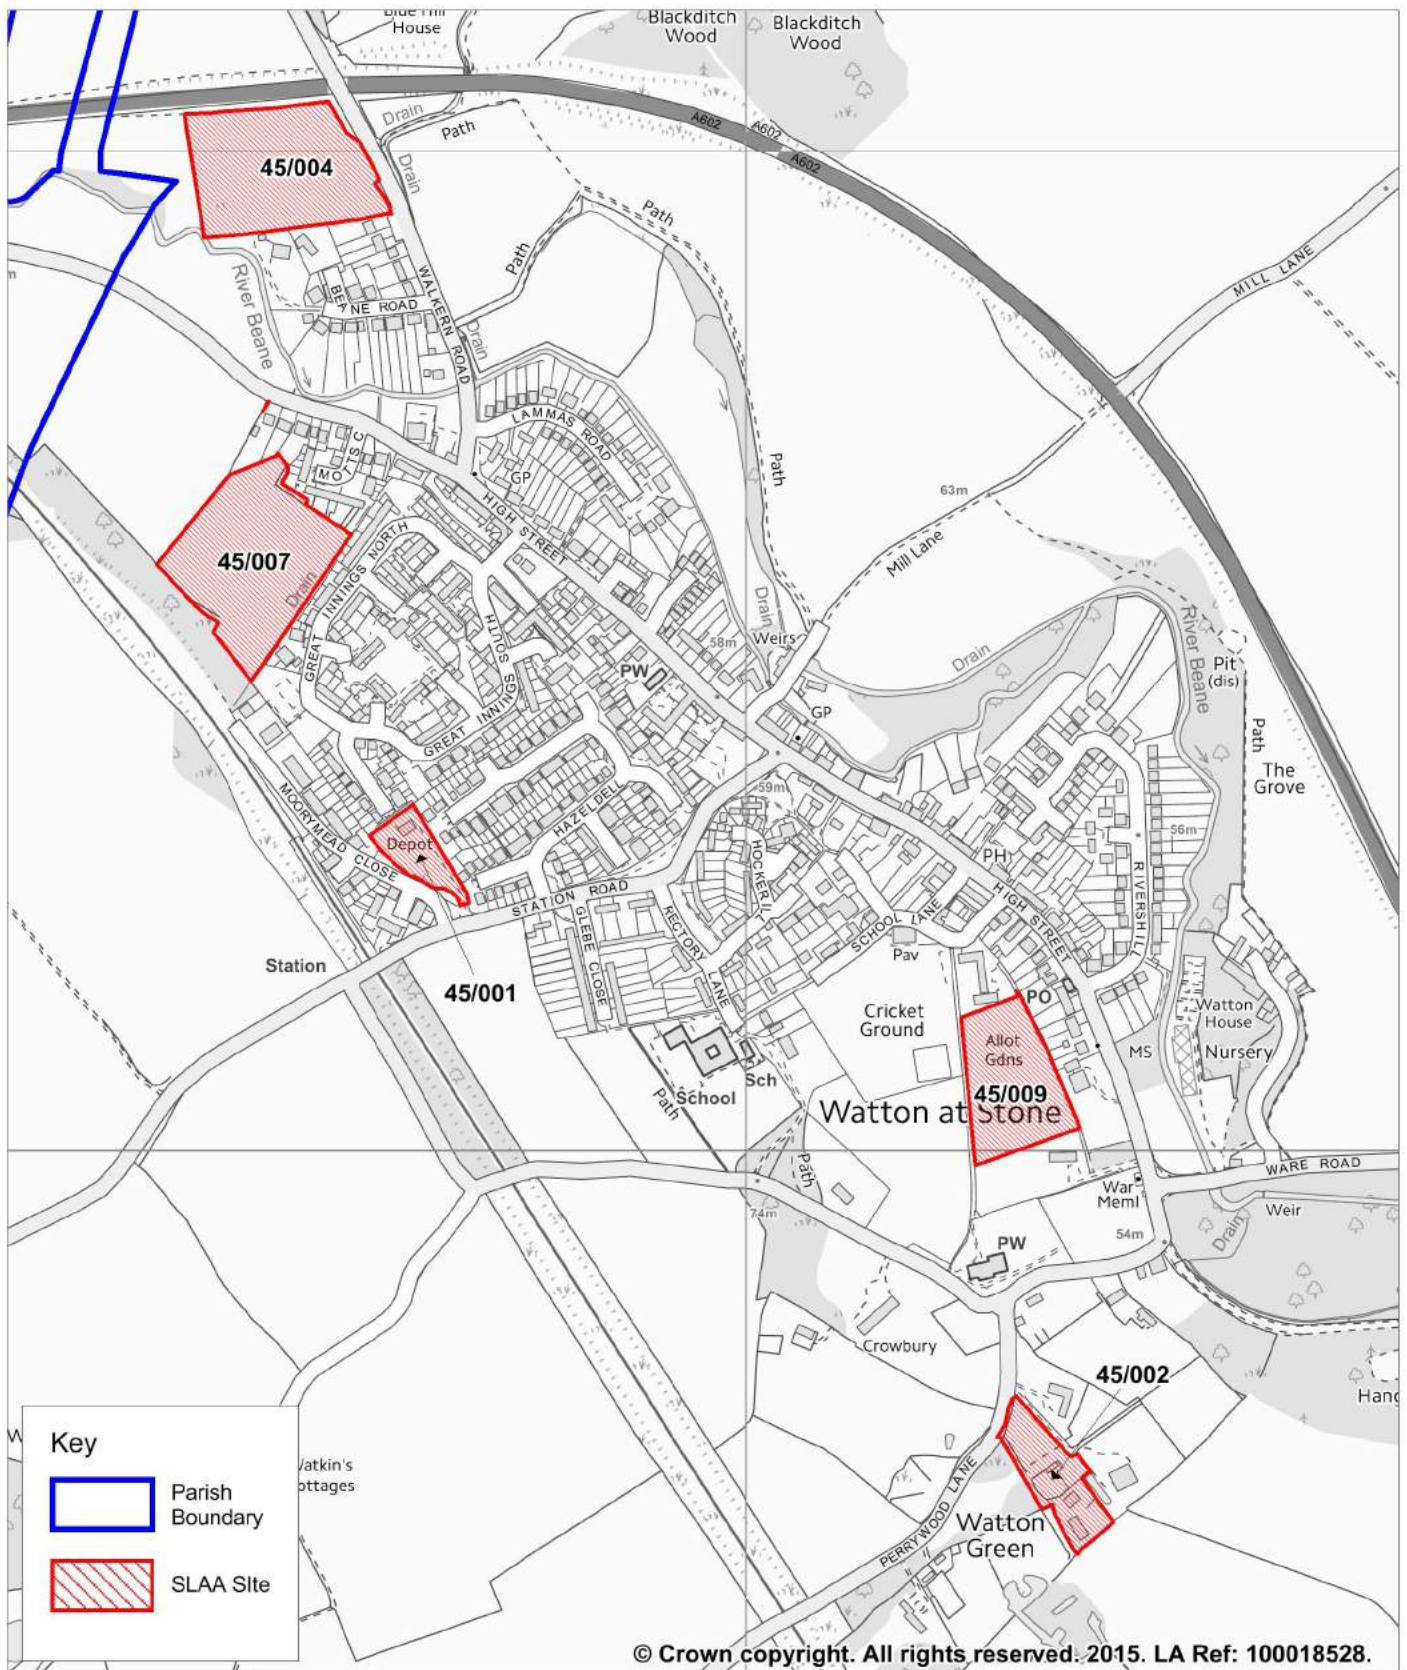 Blue Hill
House
Blackditch
Wood
Blackditch
Wood
A602
A602
A602
Drain
Path
45/004
Drain
Path
Path
MILL LANE
River Beane
WALKERN ROAD
BEANE ROAD
Drain
m
LAMMAS ROAD
MOTTS C
GP
Path
HIGH STREET
63m
45/007
GREAT INNINGS NORTH
Drain
Mill Lane
GREAT INNINGS SOUTH
Drain
Weirs
58m
Drain
River Beane
PW
Pit
(dis)
GP
Path
The
Grove
MOORYMEAD CLOSE
HAZELDELL
59m
Depot
HOCKERILL
56m
PH
RIVERSHILL
STATION ROAD
GLEBE CLOSE
RECTORY LANE
SCHOOL LANE
HIGH STREET
Pav
Station
45/001
PO
Cricket
Ground
Watton
House
Allot
Gdns
MS
Nursery
Sch
School
45/009
Watton at Stone
Path
Path
WARE ROAD
War
Meml
Weir
74m
54m
Drain
PW
Crowbury
45/002
Hang
W
Watkin's
ottages
PERRYWOOD LANE
Watton
Green
Key
Parish
Boundary
SLAA SIte
© Crown copyright. All rights reserved. 2015. LA Ref: 100018528.